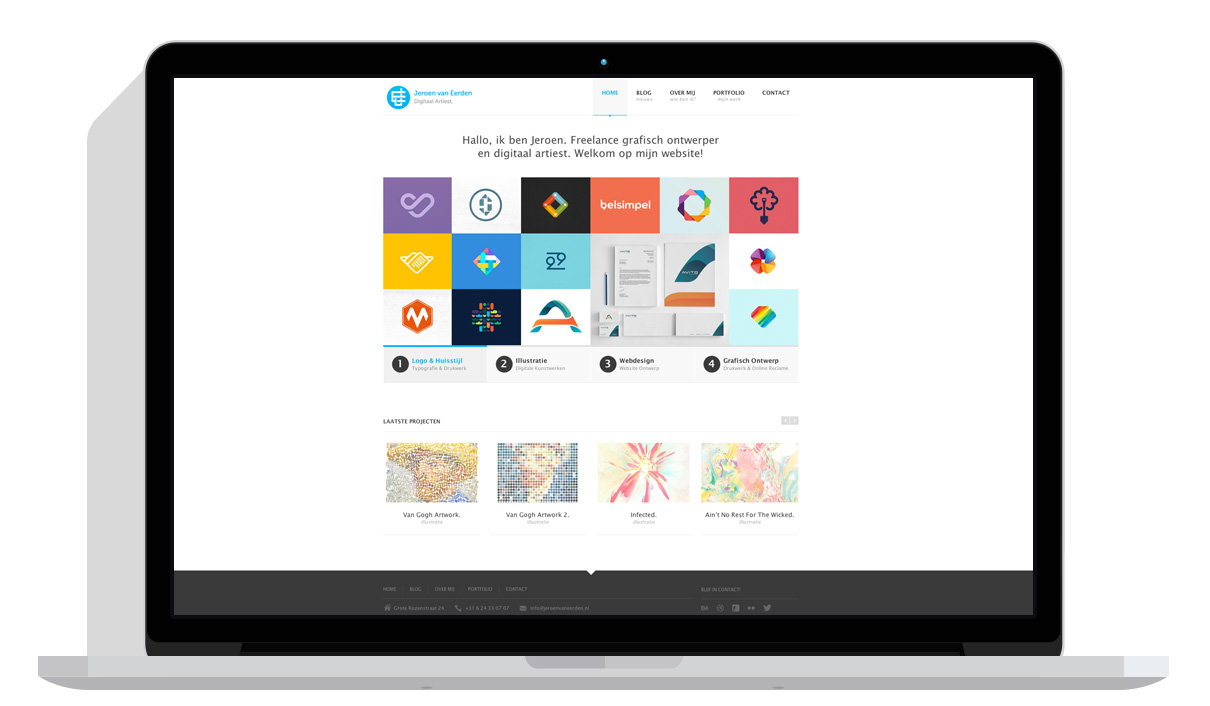 Jeroen van Eerden
Digitaal Artiest.
HOME
BLOG
nieuws
OVER MIJ
wie ben ik?
PORTFOLIO
mijn werk
CONTACT
Hallo, ik ben Jeroen. Freelance grafisch ontwerper
en digitaal artiest. Welkom op mijn website!
belsimpel
29
AVITO
1 Logo & Huisstijl
Typografie & Drukwerk
2 Illustratie
Digitale Kunstwerken
3 Webdesign
Website Ontwerp
4 Grafisch Ontwerp
Drukwerk & Online Reclame
LAATSTE PROJECTEN
Van Gogh Artwork.
illustratie
Van Gogh Artwork 2.
illustratie
Infected.
illustratie
Ain't No Rest For The Wicked.
illustratie
HOME BLOG OVER MIJ PORTFOLIO CONTACT
BLIJF IN CONTACT!
Grote Rozenstraat 24 +31 6 24 33 07 07 info@jeroenvaneerden.nl